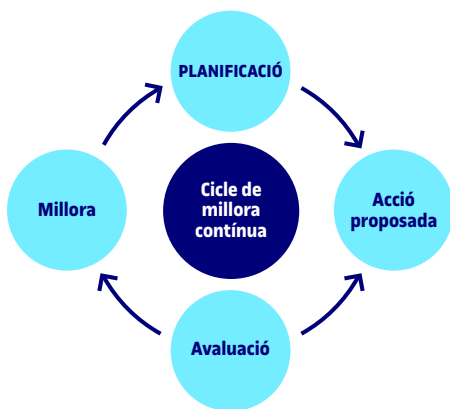 PLANIFICACIÓ
Cicle de
millora
contínua
Millora
Acció
proposada
Avaluació